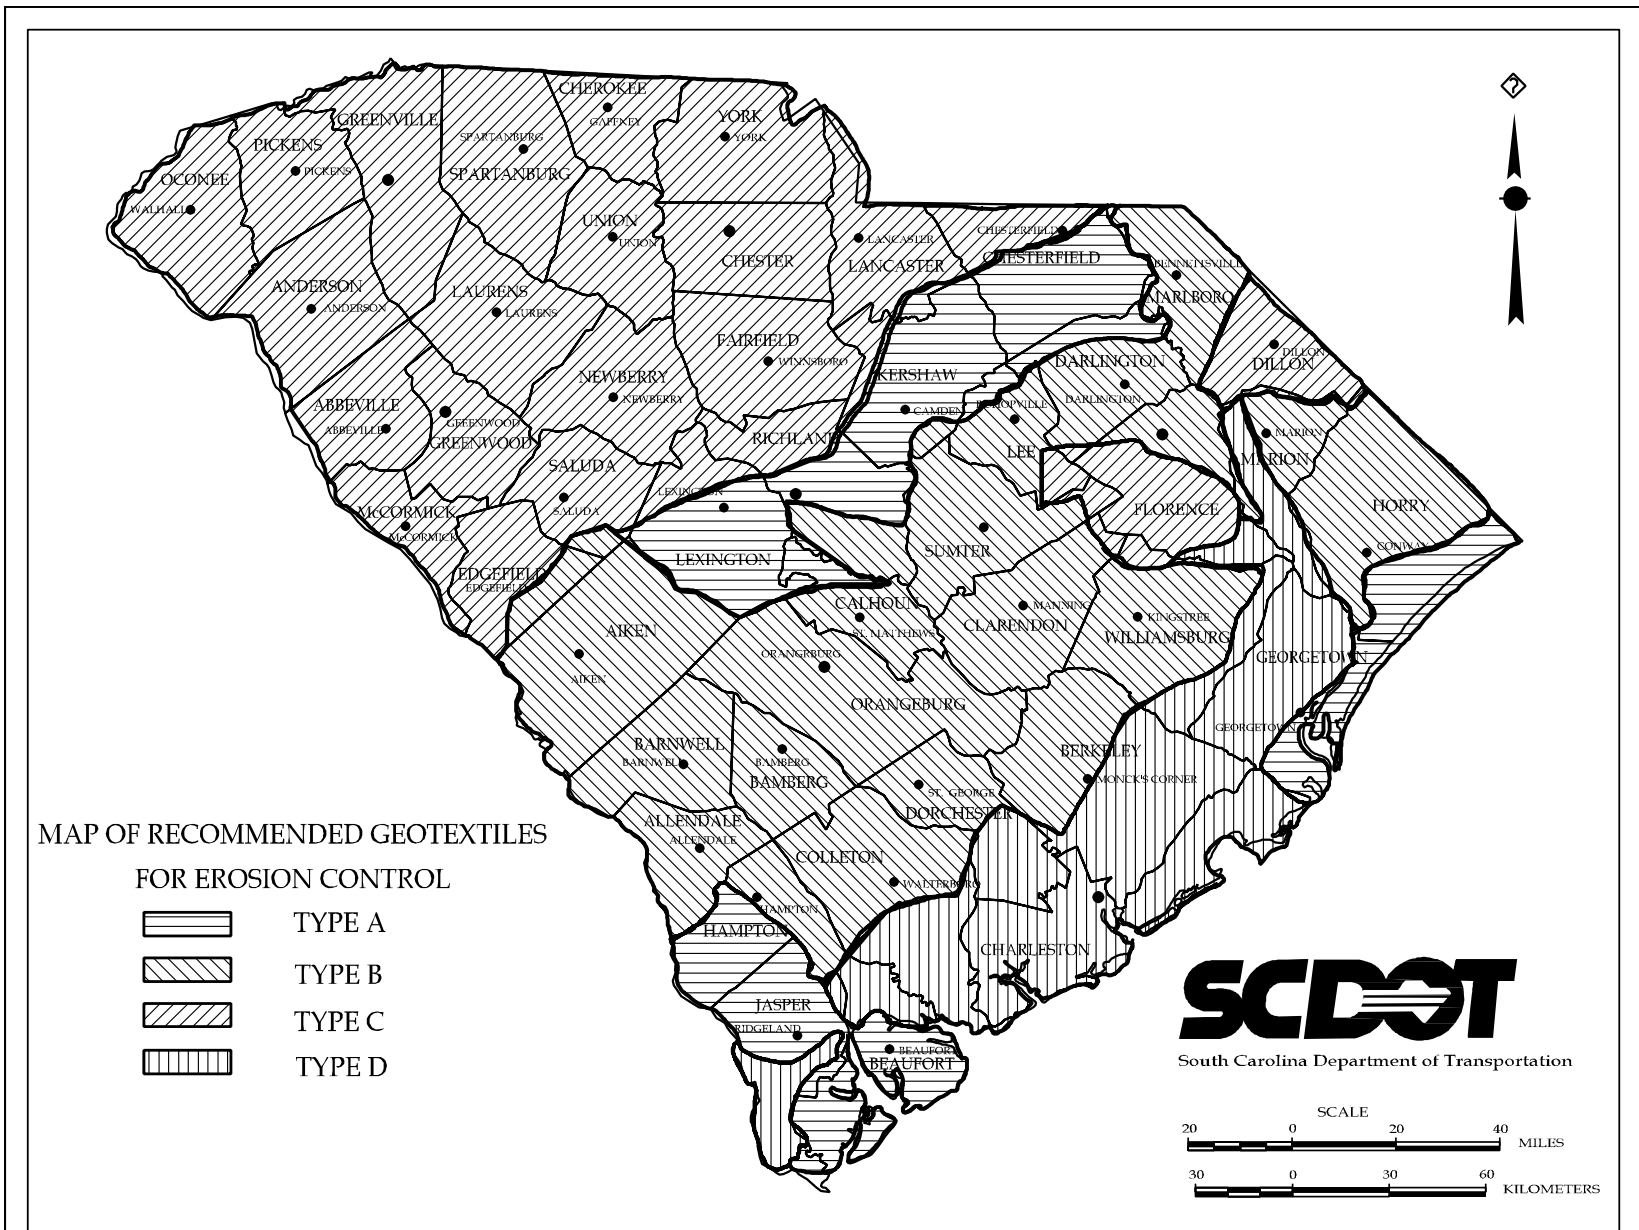 ?
CHEROKEE
GAFFNEY
YORK
YORK
GREENVILLE
SPARTANBURG
SPARTANBURG
PICKENS
PICKENS
OCONEE
WALHALLA
UNION
UNION
CHESTER
LANCASTER
LANCASTER
CHESTERFIELD
CHESTERFIELD
BENNETTSVILLE
MARLBORO
ANDERSON
ANDERSON
LAURENS
LAURENS
FAIRFIELD
WINNSBORO
KERSHAW
CAMDEN
DARLINGTON
DARLINGTON
DILLON
DILLON
NEWBERRY
NEWBERRY
ABBEVILLE
ABBEVILLE
GREENWOOD
GREENWOOD
RICHLAND
BISHOPVILLE
LEE
MARION
MARION
SALUDA
SALUDA
LEXINGTON
LEXINGTON
McCORMICK
McCORMICK
FLORENCE
HORRY
CONWAY
SUMTER
EDGEFIELD
EDGEFIELD
CALHOUN
ST. MATTHEWS
MANNING
CLARENDON
KINGSTREE
WILLIAMSBURG
AIKEN
AIKEN
ORANGRBURG
ORANGEBURG
GEORGETOWN
GEORGETOWN
BARNWELL
BARNWELL
BAMBERG
BAMBERG
BERKELEY
MONCK'S CORNER
ST. GEORGE
DORCHESTER
ALLENDALE
ALLENDALE
COLLETON
WALTERBORO
HAMPTON
HAMPTON
CHARLESTON
JASPER
RIDGELAND
BEAUFORT
BEAUFORT
MAP OF RECOMMENDED GEOTEXTILES
FOR EROSION CONTROL
TYPE A
TYPE B
TYPE C
TYPE D
SCDOT
South Carolina Department of Transportation
SCALE
20 0 20 40
MILES
30 0 30 60
KILOMETERS